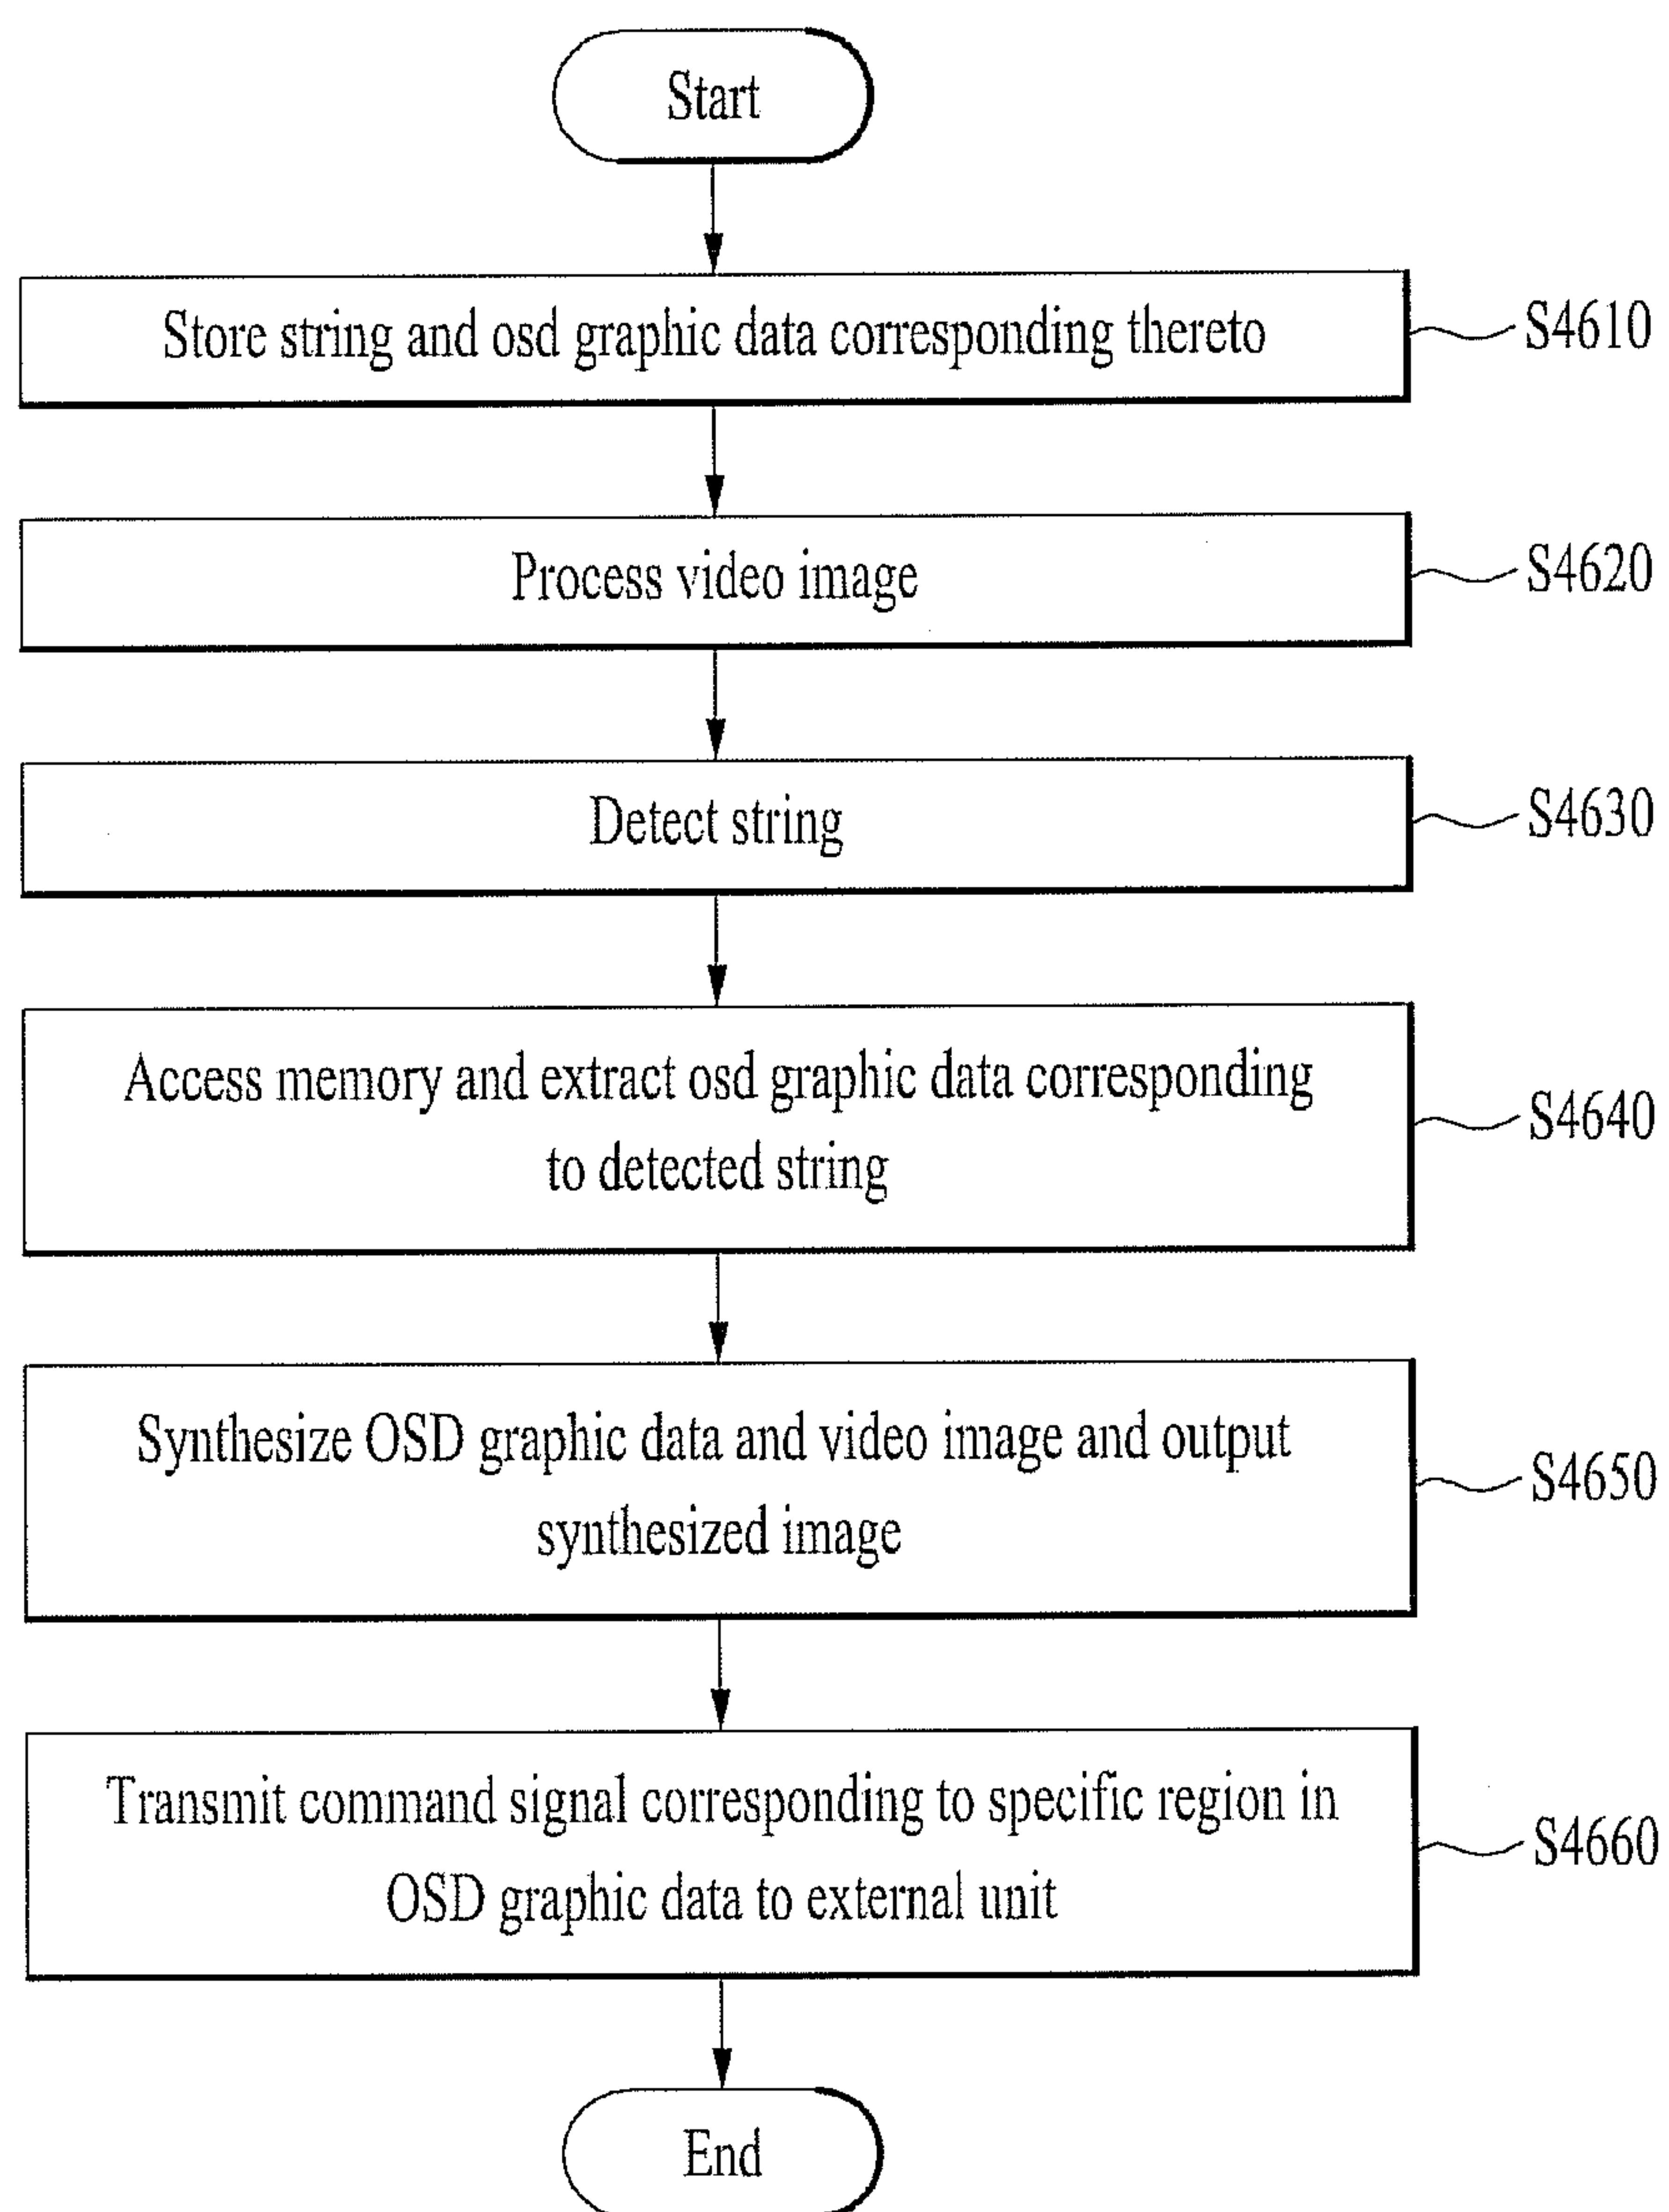 Start
Store string and osd graphic data corresponding thereto
S4610
Process video image
S4620
Detect string
S4630
Access memory and extract osd graphic data corresponding
to detected string
S4640
Synthesize OSD graphic data and video image and output
synthesized image
S4650
Transmit command signal corresponding to specific region in
OSD graphic data to external unit
S4660
End